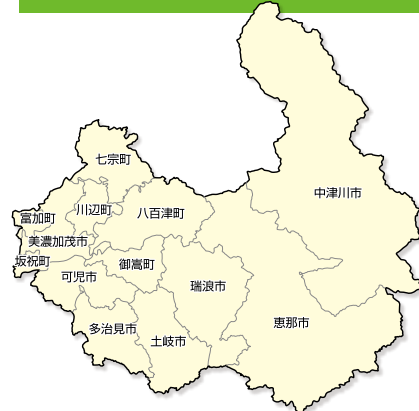 七宗町
中津川市
川辺町
八百津町
富加町
美濃加茂市
坂祝町
御嵩町
可児市
瑞浪市
恵那市
多治見市
土岐市